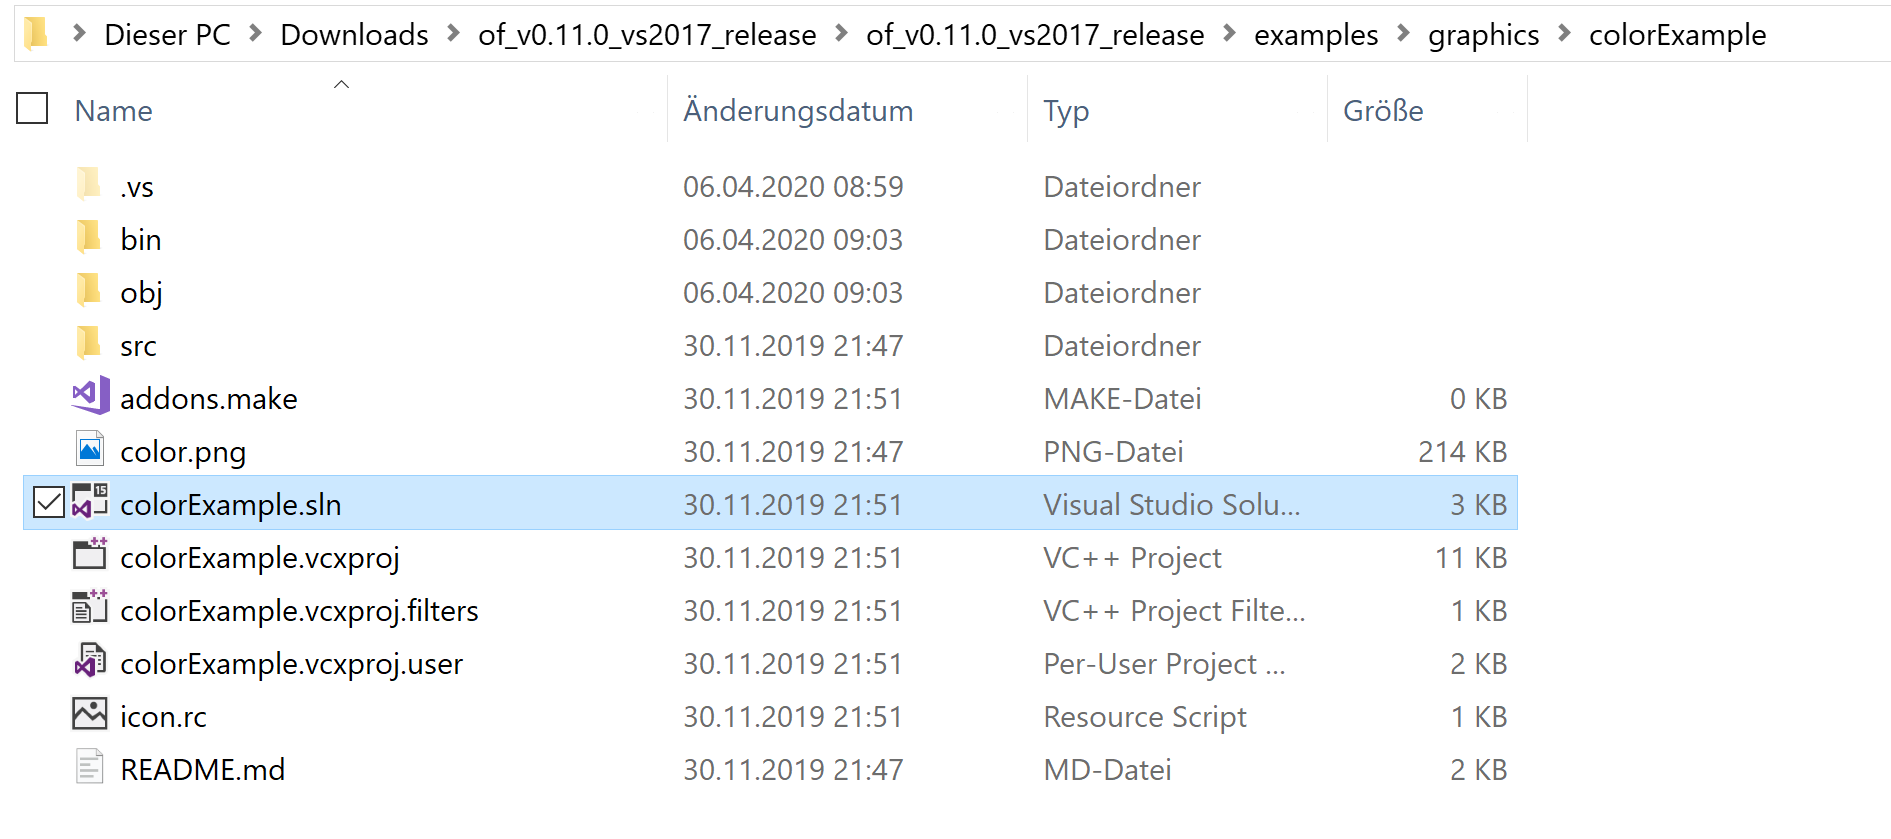 Dieser PC > Downloads > of_v0.11.0_vs2017_release > of_v0.11.0_vs2017_release > examples > graphics > colorExample
Name Änderungsdatum Typ Größe
.vs 06.04.2020 08:59 Dateiordner
bin 06.04.2020 09:03 Dateiordner
obj 06.04.2020 09:03 Dateiordner
src 30.11.2019 21:47 Dateiordner
addons.make 30.11.2019 21:51 MAKE-Datei 0 KB
color.png 30.11.2019 21:47 PNG-Datei 214 KB
colorExample.sln 30.11.2019 21:51 Visual Studio Solu... 3 KB
colorExample.vcxproj 30.11.2019 21:51 VC++ Project 11 KB
colorExample.vcxproj.filters 30.11.2019 21:51 VC++ Project Filte... 1 KB
colorExample.vcxproj.user 30.11.2019 21:51 Per-User Project ... 2 KB
icon.rc 30.11.2019 21:51 Resource Script 1 KB
README.md 30.11.2019 21:47 MD-Datei 2 KB